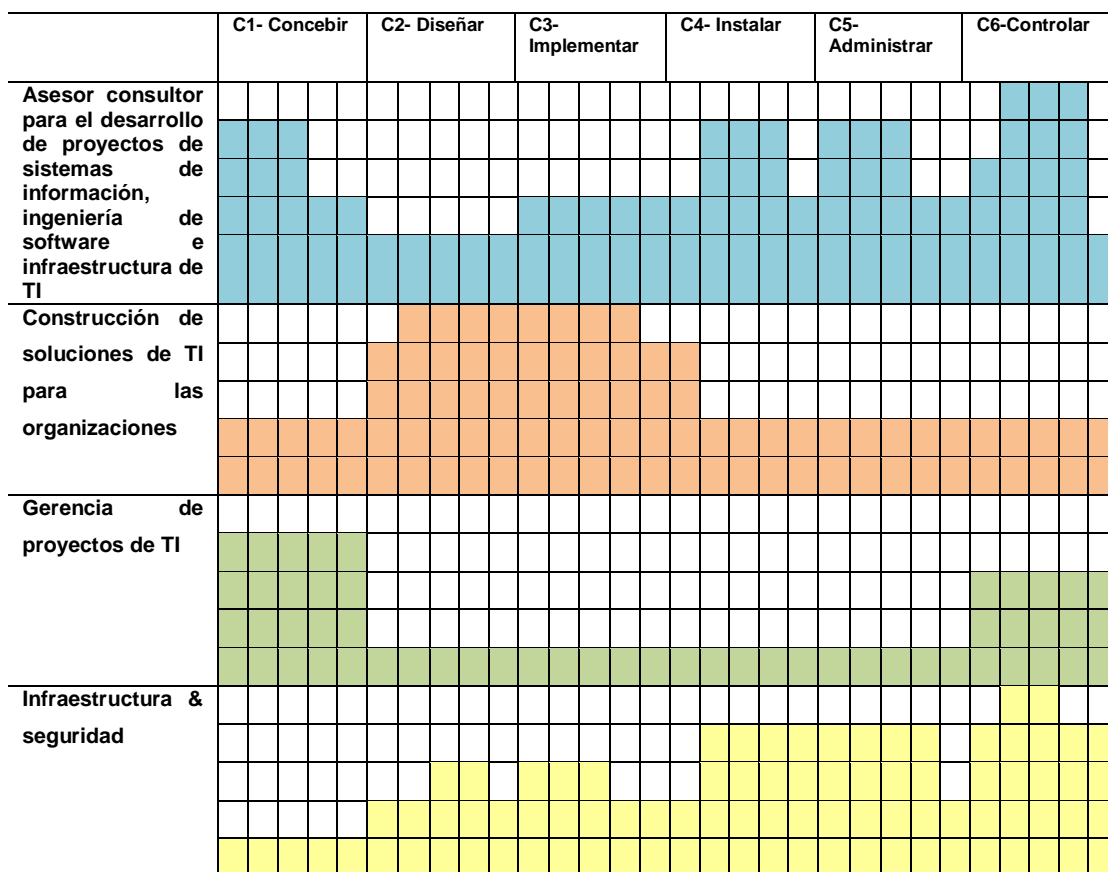 C1- Concebir
C2- Diseñar
C3-
Implementar
C4- Instalar
C5-
Administrar
C6-Controlar
Asesor consultor
para el desarrollo
de proyectos de
sistemas de
información,
ingeniería de
software e
infraestructura de
TI
Construcción de
soluciones de TI
para las
organizaciones
Gerencia de
proyectos de TI
Infraestructura &
seguridad